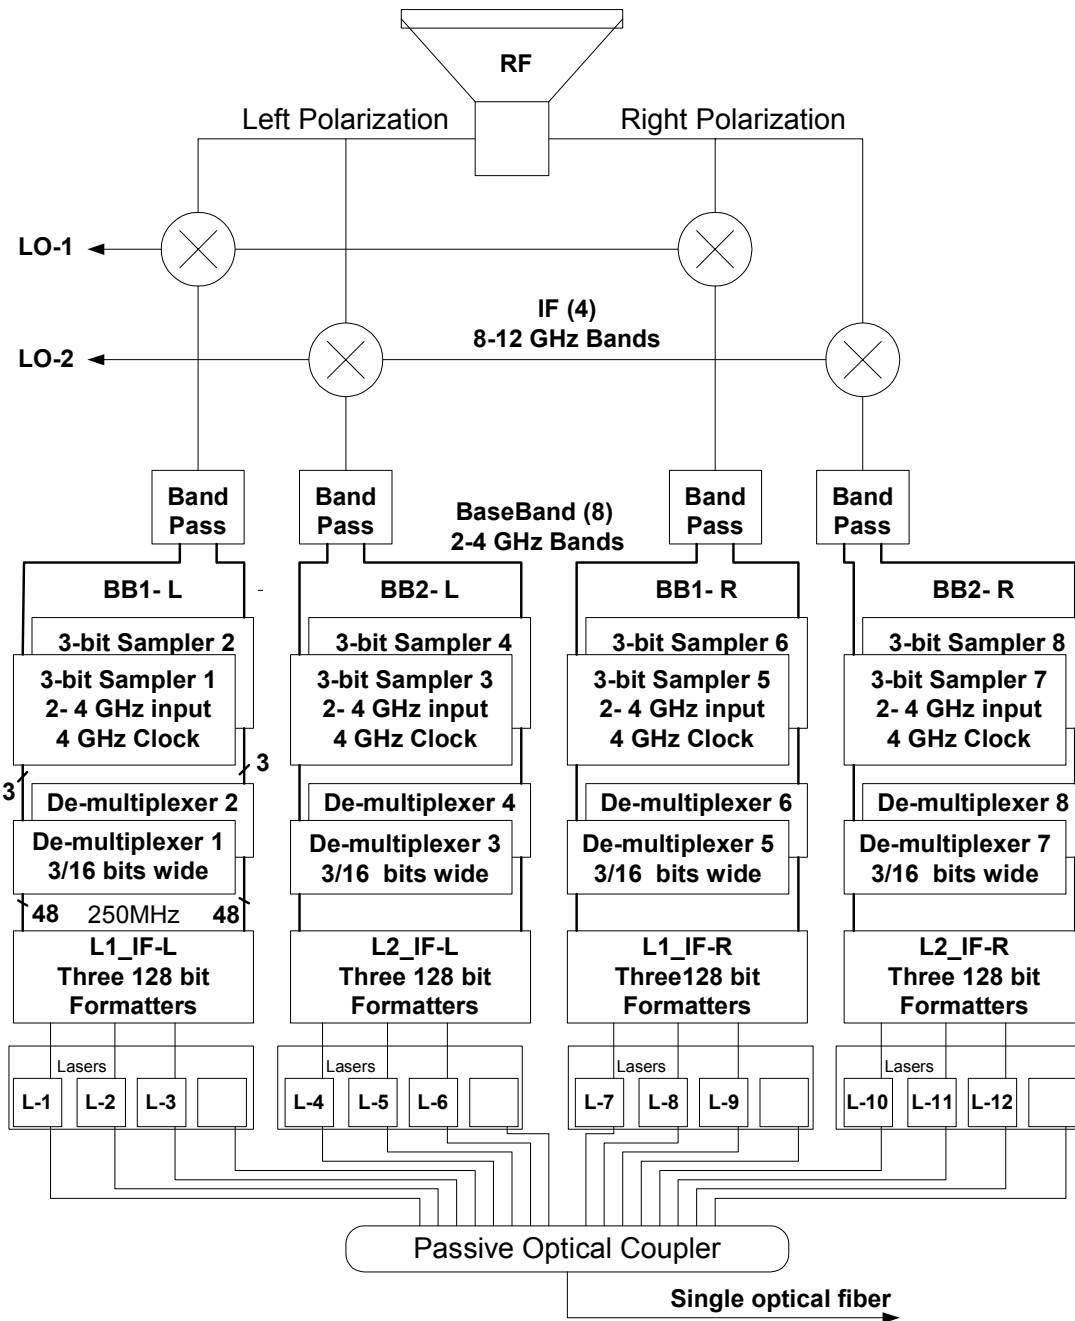 RF
Left Polarization
Right Polarization
LO-1
IF (4)
8-12 GHz Bands
LO-2
Band
Pass
Band
Pass
BaseBand (8)
2-4 GHz Bands
Band
Pass
Band
Pass
BB1- L
BB2- L
BB1- R
BB2- R
3-bit Sampler 2
3-bit Sampler 4
3-bit Sampler 6
3-bit Sampler 8
3-bit Sampler 1
2- 4 GHz input
4 GHz Clock
3-bit Sampler 3
2- 4 GHz input
4 GHz Clock
3-bit Sampler 5
2- 4 GHz input
4 GHz Clock
3-bit Sampler 7
2- 4 GHz input
4 GHz Clock
3
3
De-multiplexer 2
De-multiplexer 4
De-multiplexer 6
De-multiplexer 8
De-multiplexer 1
3/16 bits wide
De-multiplexer 3
3/16 bits wide
De-multiplexer 5
3/16 bits wide
De-multiplexer 7
3/16 bits wide
48
250MHz
48
L1_IF-L
Three 128 bit
Formatters
L2_IF-L
Three 128 bit
Formatters
L1_IF-R
Three128 bit
Formatters
L2_IF-R
Three 128 bit
Formatters
Lasers
Lasers
Lasers
Lasers
L-1
L-2
L-3
L-4
L-5
L-6
L-7
L-8
L-9
L-10
L-11
L-12
Passive Optical Coupler
Single optical fiber